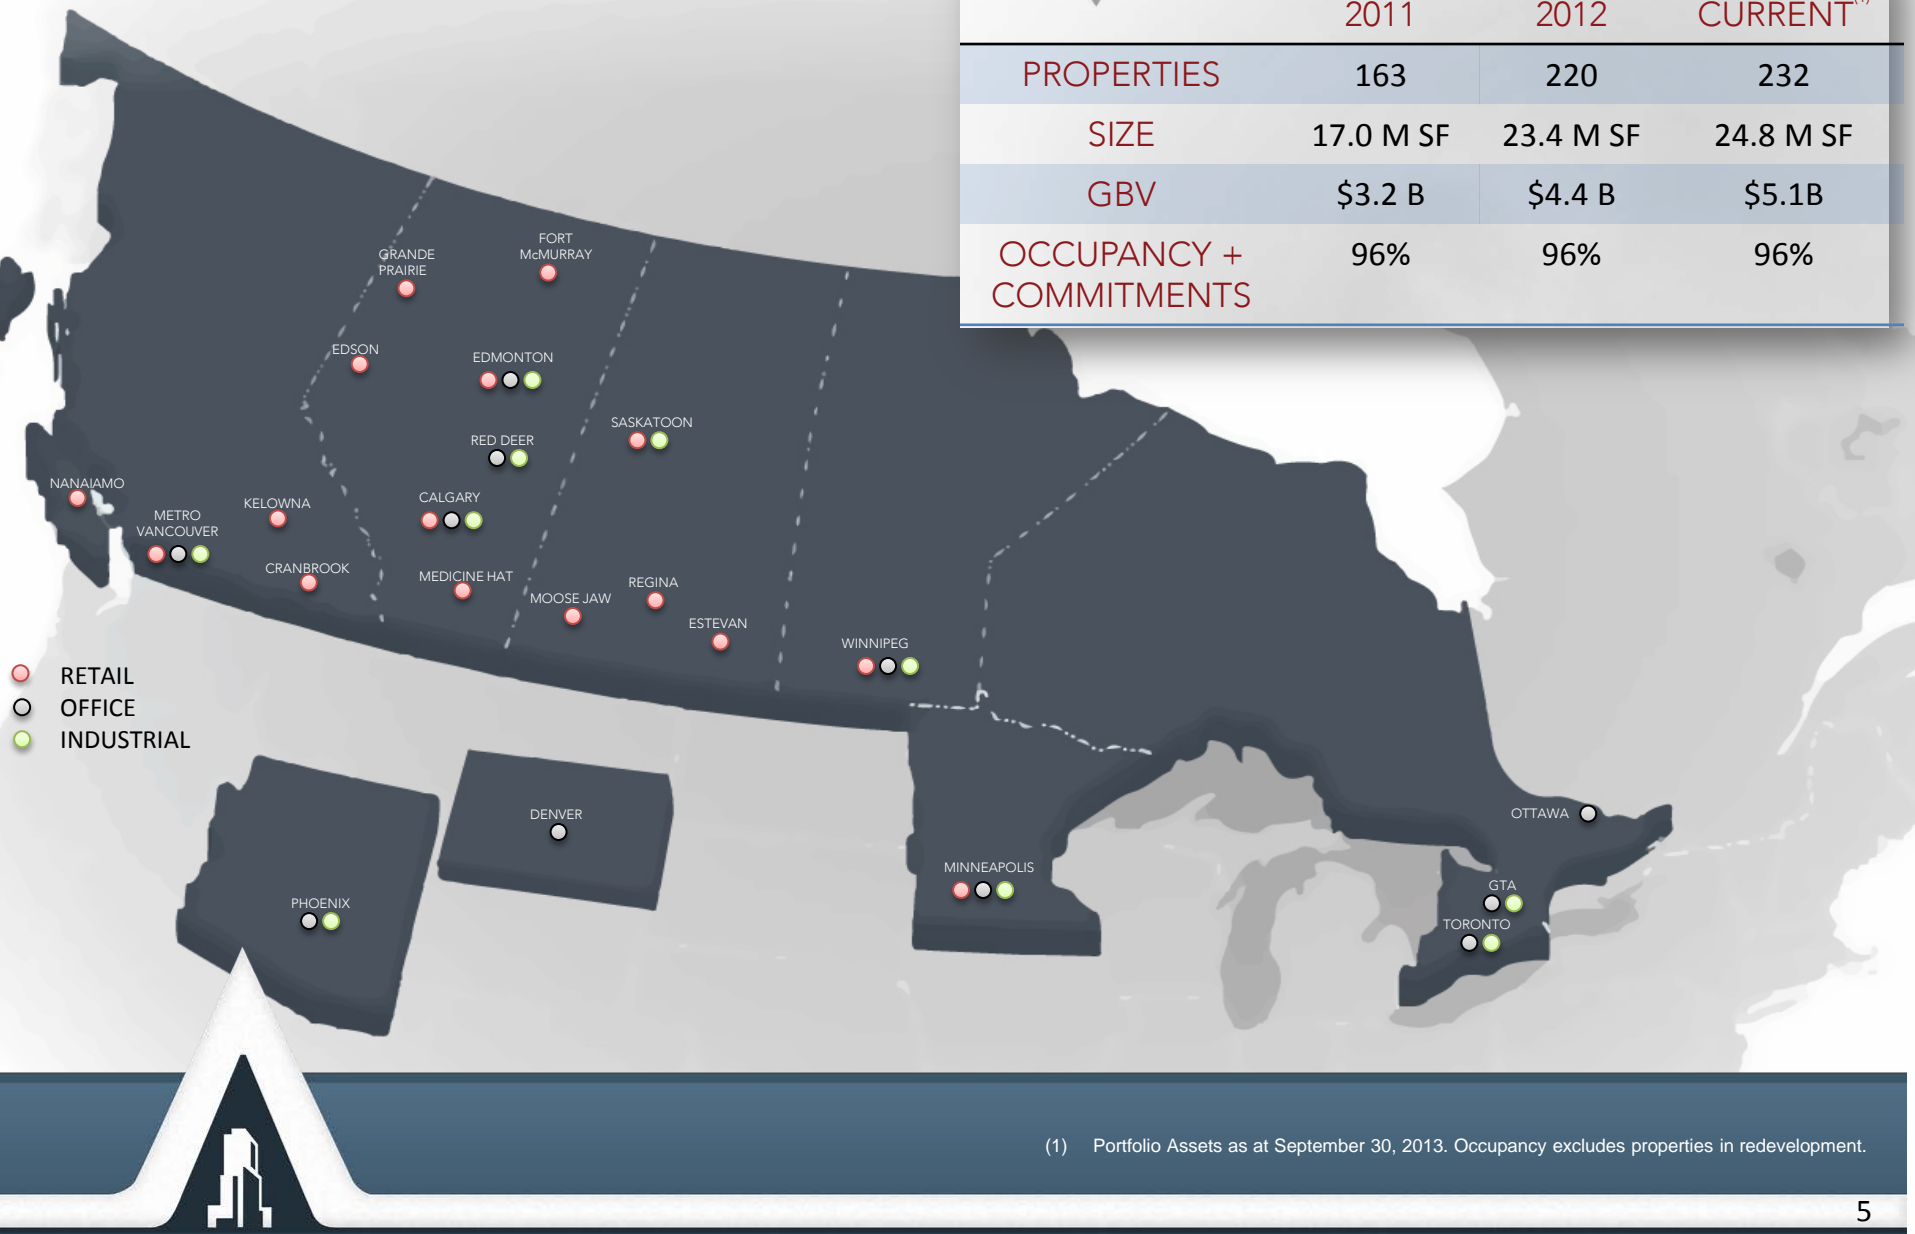 2011 2012 CURRENT(1)
PROPERTIES 163 220 232
SIZE 17.0 M SF 23.4 M SF 24.8 M SF
GBV $3.2 B $4.4 B $5.1B
OCCUPANCY + 96% 96% 96%
COMMITMENTS
FORT
McMURRAY
GRANDE
PRAIRIE
EDSON
EDMONTON
SASKATOON
RED DEER
NANAIAMO
CALGARY
KELOWNA
METRO
VANCOUVER
CRANBROOK
MEDICINE HAT
REGINA
MOOSE JAW
ESTEVAN
WINNIPEG
RETAIL
OFFICE
INDUSTRIAL
DENVER
OTTAWA
MINNEAPOLIS
GTA
PHOENIX
TORONTO
(1) Portfolio Assets as at September 30, 2013. Occupancy excludes properties in redevelopment.
5